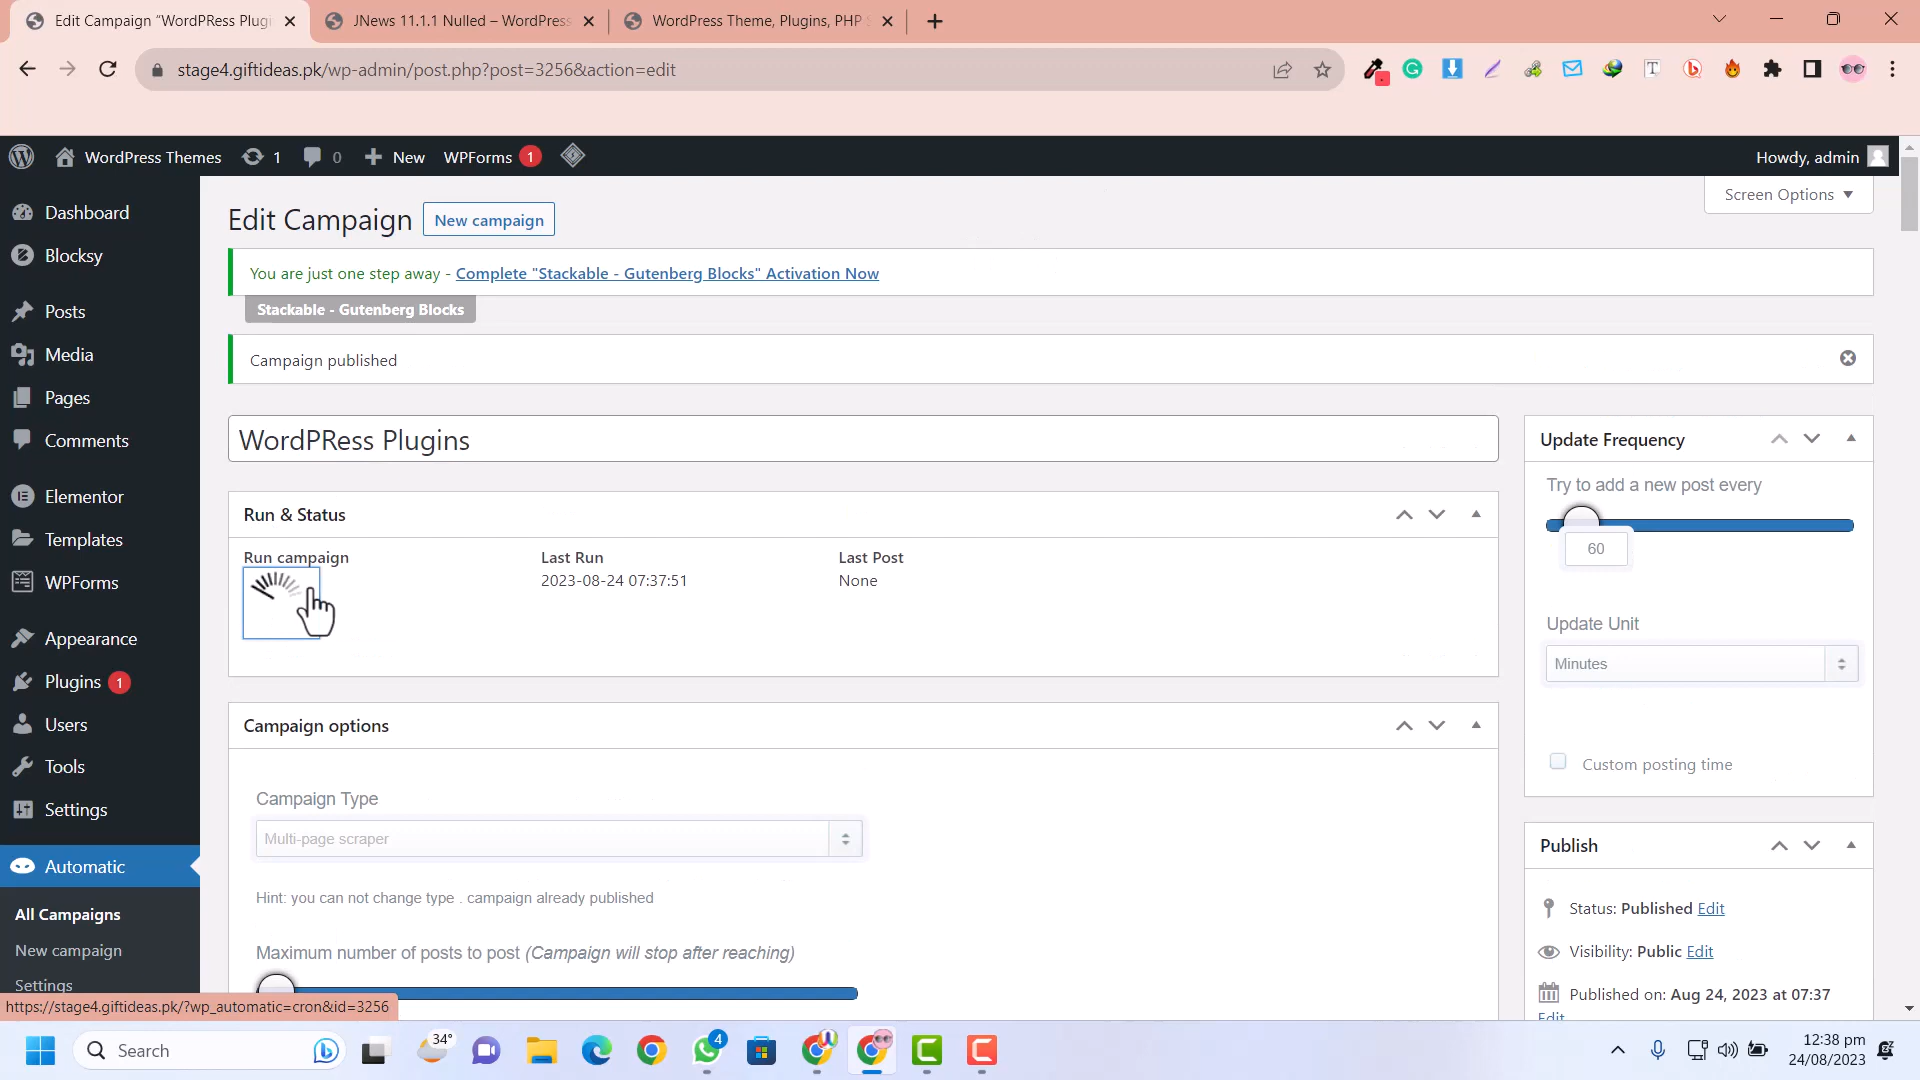 Edit Campaign “WordPRess Plugi
JNews 11.1.1 Nulled – WordPress
WordPress Theme, Plugins, PHP S
stage4.giftideas.pk/wp-admin/post.php?post=3256&action=edit
WordPress Themes
1
0
New
WPForms
1
Howdy, admin
Screen Options
Dashboard
Blocksy
Posts
Media
Pages
Comments
Elementor
Templates
WPForms
Appearance
Plugins
1
Users
Tools
Settings
Automatic
All Campaigns
New campaign
Settings
Edit Campaign
New campaign
You are just one step away - Complete "Stackable - Gutenberg Blocks" Activation Now
Stackable - Gutenberg Blocks
Campaign published
WordPRess Plugins
Run & Status
Run campaign
Last Run
2023-08-24 07:37:51
Last Post
None
Campaign options
Campaign Type
Multi-page scraper
Hint: you can not change type . campaign already published
Maximum number of posts to post (Campaign will stop after reaching)
Update Frequency
Try to add a new post every
60
Update Unit
Minutes
Custom posting time
Publish
Status: Published Edit
Visibility: Public Edit
Published on: Aug 24, 2023 at 07:37
Edit
https://stage4.giftideas.pk/?wp_automatic=cron&id=3256
Search
34°
4
12:38 pm
24/08/2023